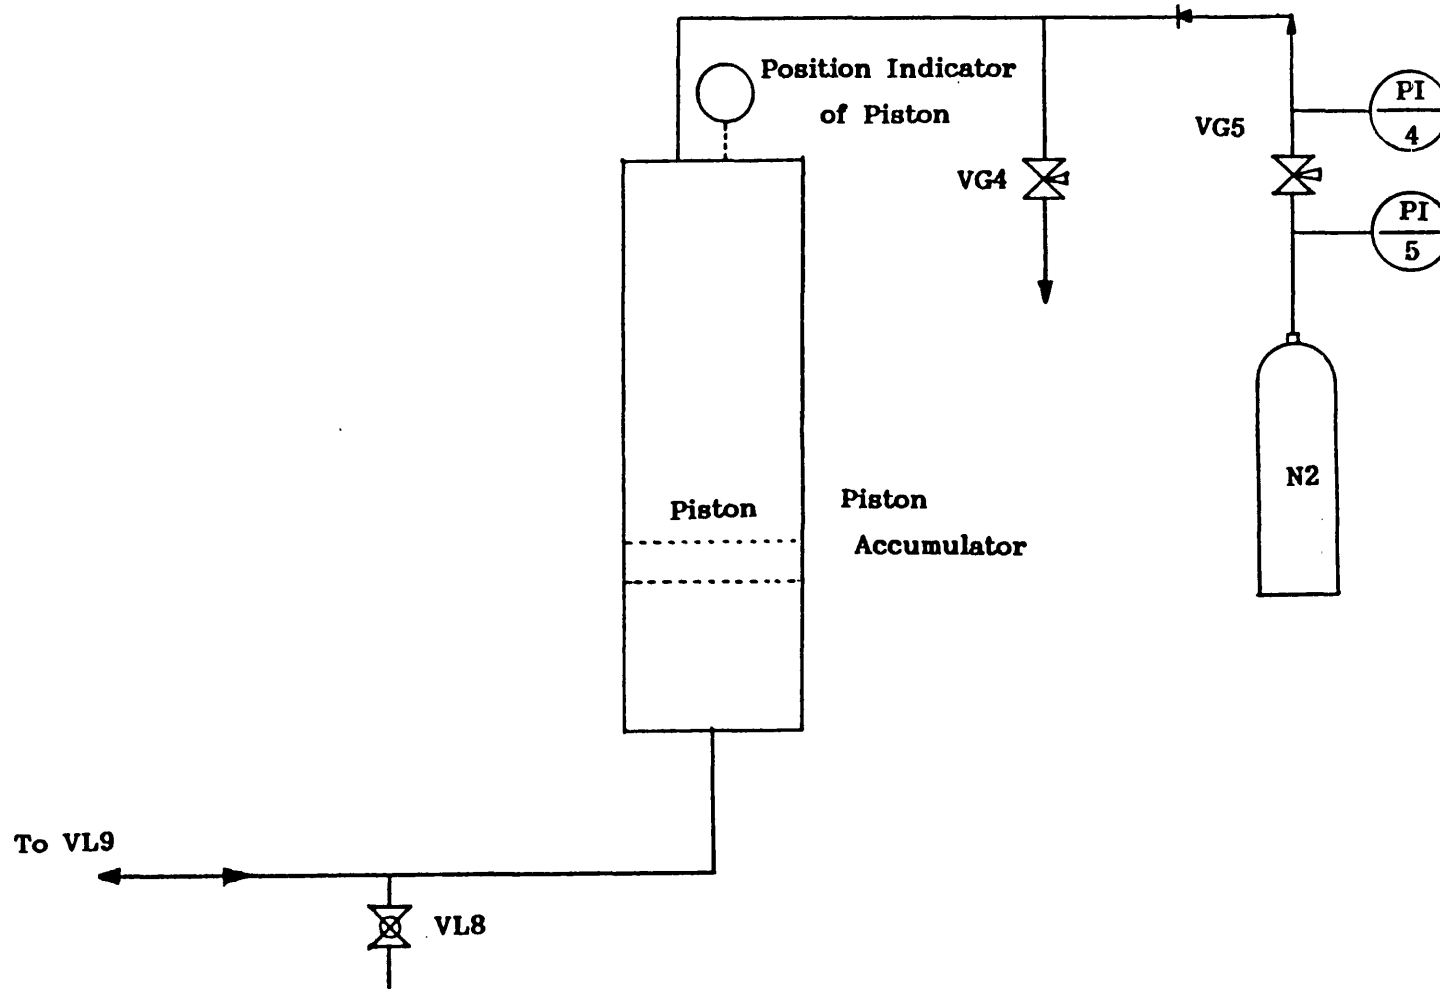 Position Indicator
of Piston
PI
4
VG5
VG4
PI
5
N2
Piston
Piston
Accumulator
To VL9
VL8